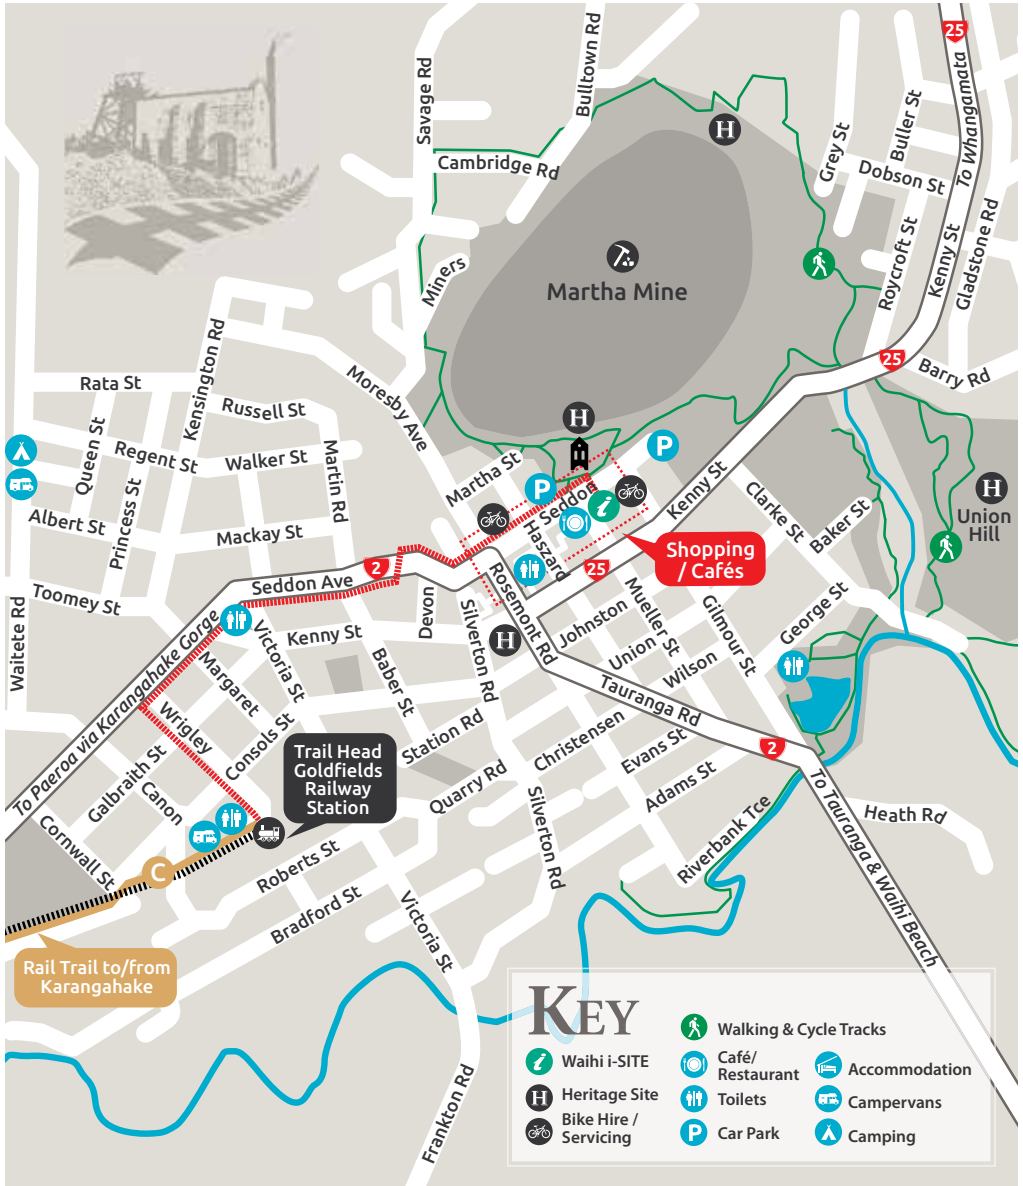 25
To Whangamata
Savage Rd
Bulltown Rd
Cambridge Rd
H
Grey St
Buller St
Dobson St
Roycroft St
Kenny St
Gladstone Rd
Miners
Martha Mine
25
Barry Rd
Rata St
Kensington Rd
Moresby Ave
Russell St
Queen St
Regent St
Walker St
Martin Rd
Princess St
Albert St
Mackay St
H
P
Martha St
P
Seddon
i
Haszard
Kenny St
Clarke St
Baker St
H
Union
Hill
Shopping
/ Cafés
25
2
Seddon Ave
Toomey St
Waitete Rd
To Paeroa via Karangahake Gorge
Victoria St
Kenny St
Devon
Silverton Rd
Rosemont Rd
H
Johnston
Mueller St
Gilmour St
George St
Union
Wilson
Margaret
Wrigley
Baber St
Consols St
Station Rd
Tauranga Rd
2
Christensen
Evans St
Adams St
Quarry Rd
Galbraith St
Canon
Cornwall St
Trail Head
Goldfields
Railway
Station
C
Roberts St
Bradford St
Victoria St
Silverton Rd
Riverbank Tce
Heath Rd
To Tauranga & Waihi Beach
Rail Trail to/from
Karangahake
Frankton Rd
KEY
i
Waihi i-SITE
H
Heritage Site
Bike Hire /
Servicing
Walking & Cycle Tracks
Café/
Restaurant
Toilets
P
Car Park
Accommodation
Campervans
Camping